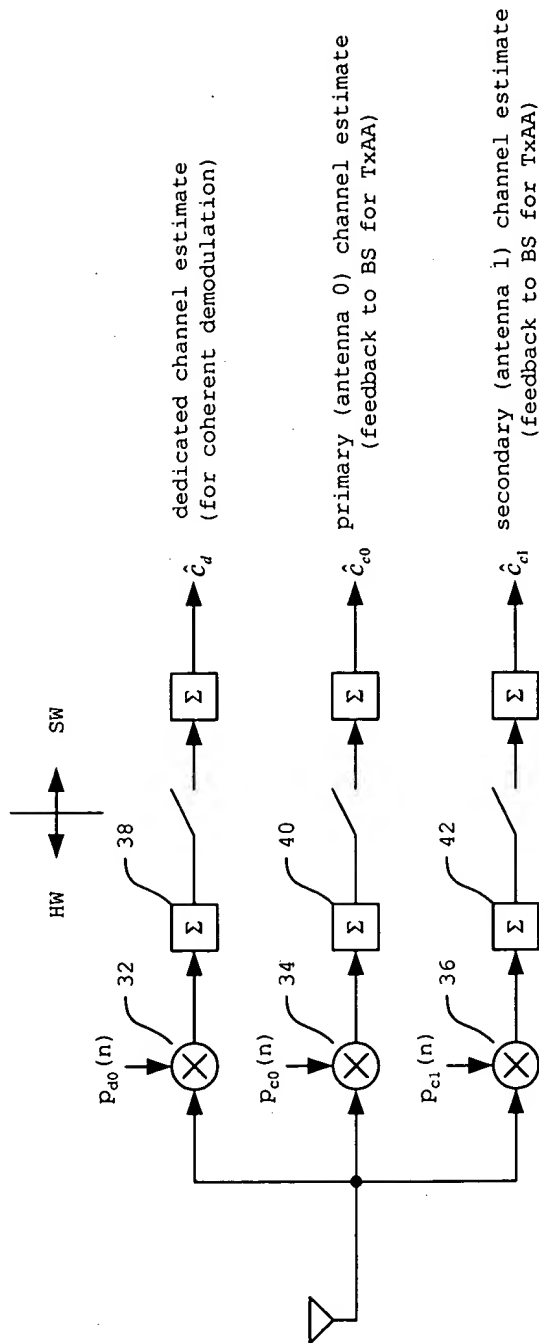 HW
SW
p_d0(n)
32
38
Σ
Σ
ĉ_d
dedicated channel estimate
(for coherent demodulation)
p_c0(n)
34
40
Σ
Σ
ĉ_c0
primary (antenna 0) channel estimate
(feedback to BS for TxAA)
p_c1(n)
36
42
Σ
Σ
ĉ_c1
secondary (antenna 1) channel estimate
(feedback to BS for TxAA)